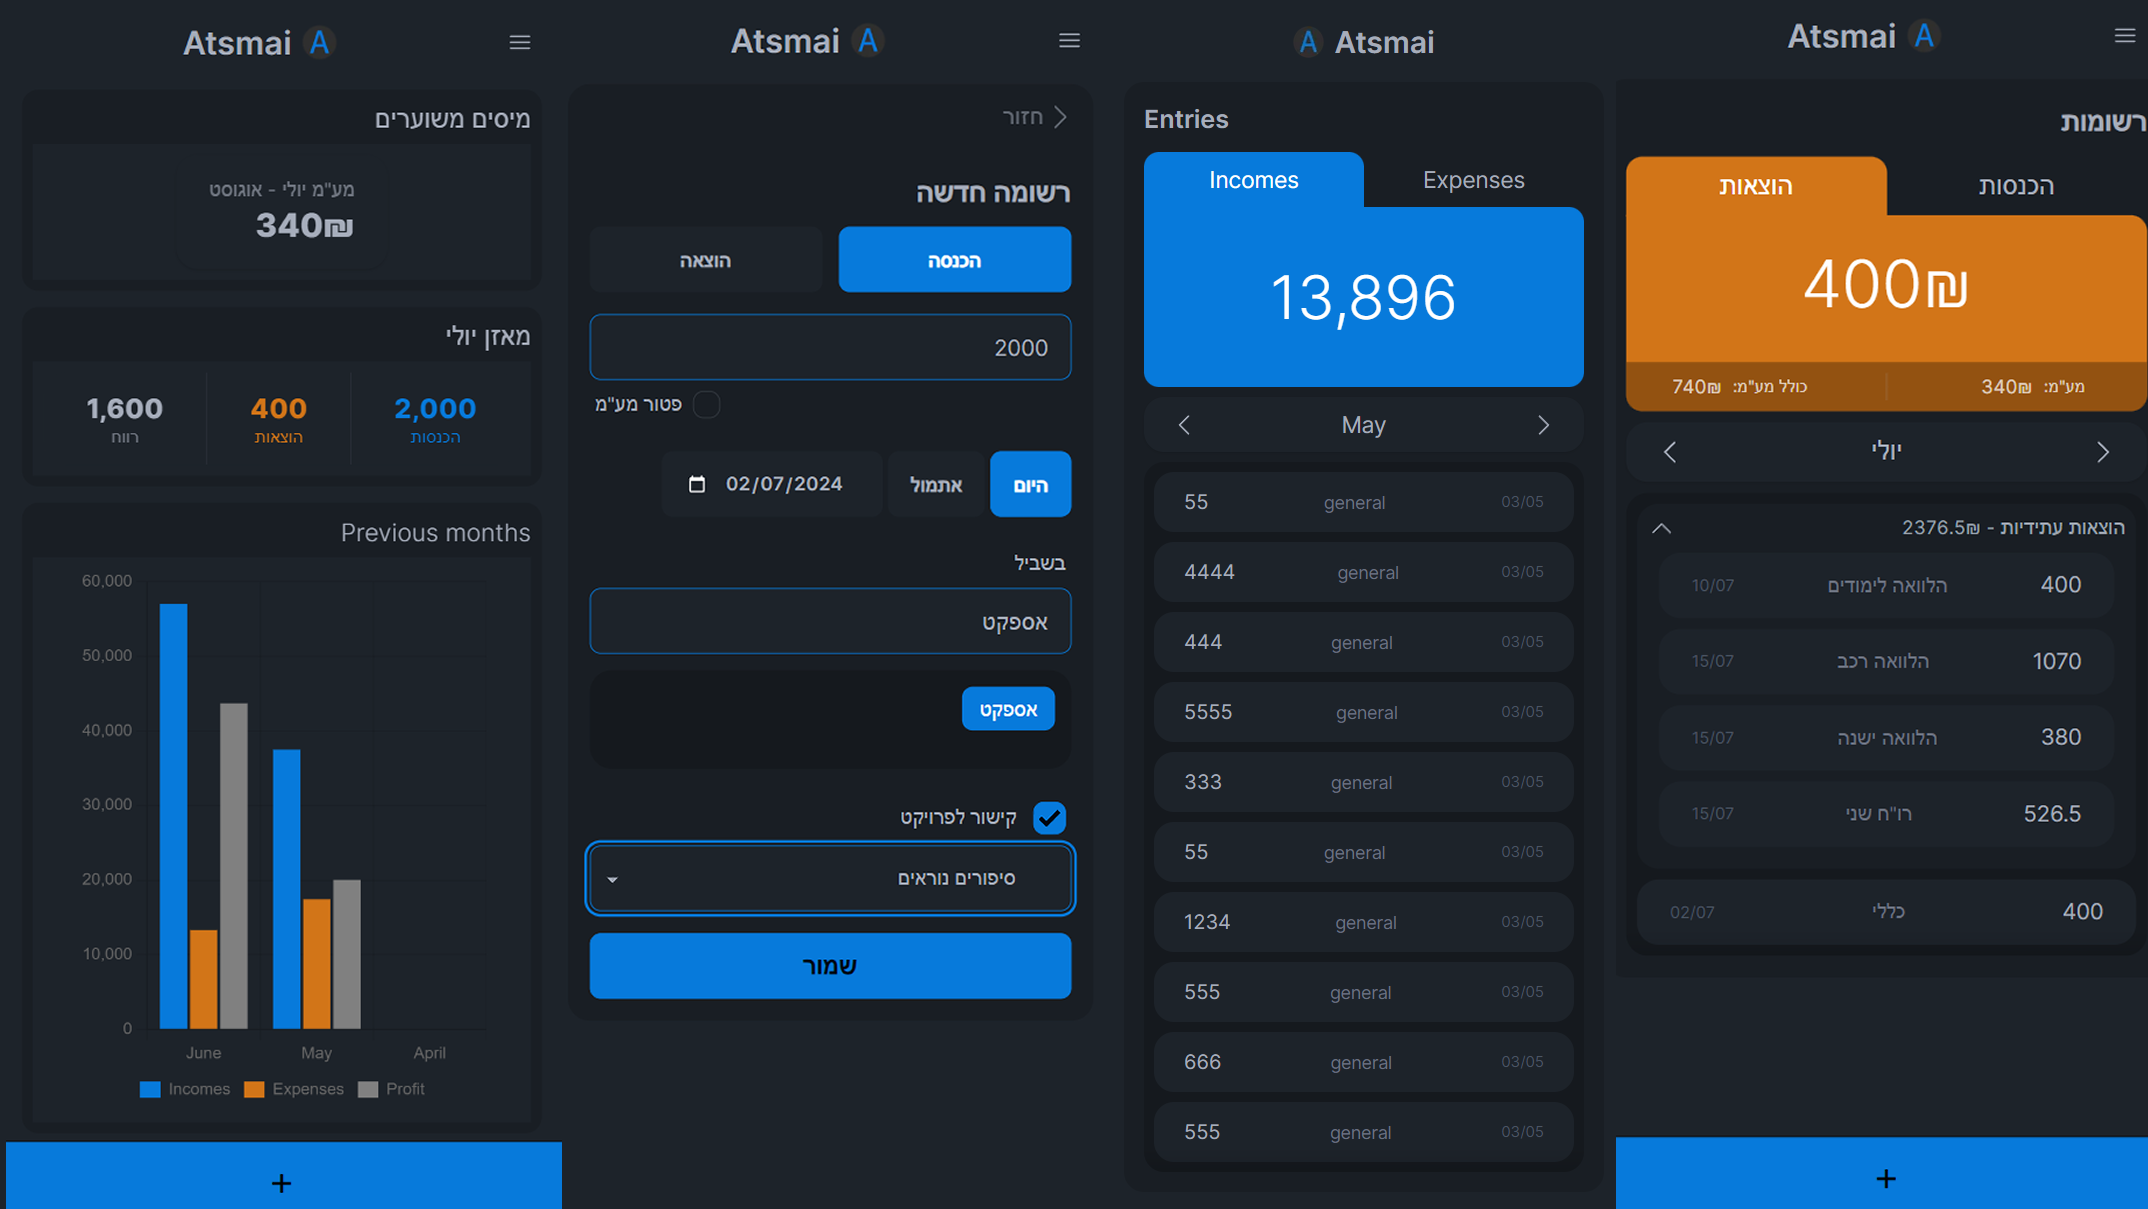 Atsmai A
מיסים משוערים
מע"מ יולי - אוגוסט
340₪
מאזן יולי
2,000 400 1,600
הכנסות הוצאות רווח
Previous months
60,000
50,000
40,000
30,000
20,000
10,000
0
June May April
Incomes Expenses Profit
+
Atsmai A
חזור
רשומה חדשה
הכנסה הוצאה
2000
פטור מע"מ
היום אתמול 02/07/2024
בשביל
אספקט
אספקט
קישור לפרויקט
סיפורים נוראים
שמור
A Atsmai
Entries
Incomes Expenses
13,896
May
55 general 03/05
4444 general 03/05
444 general 03/05
5555 general 03/05
333 general 03/05
55 general 03/05
1234 general 03/05
555 general 03/05
666 general 03/05
555 general 03/05
Atsmai A
רשומות
הכנסות הוצאות
400₪
מע"מ: 340₪ כולל מע"מ: 740₪
יולי
הוצאות עתידיות - 2376.5₪
400 הלוואה לימודים 10/07
1070 הלוואה רכב 15/07
380 הלוואה ישנה 15/07
526.5 רו"ח שני 15/07
400 כללי 02/07
+